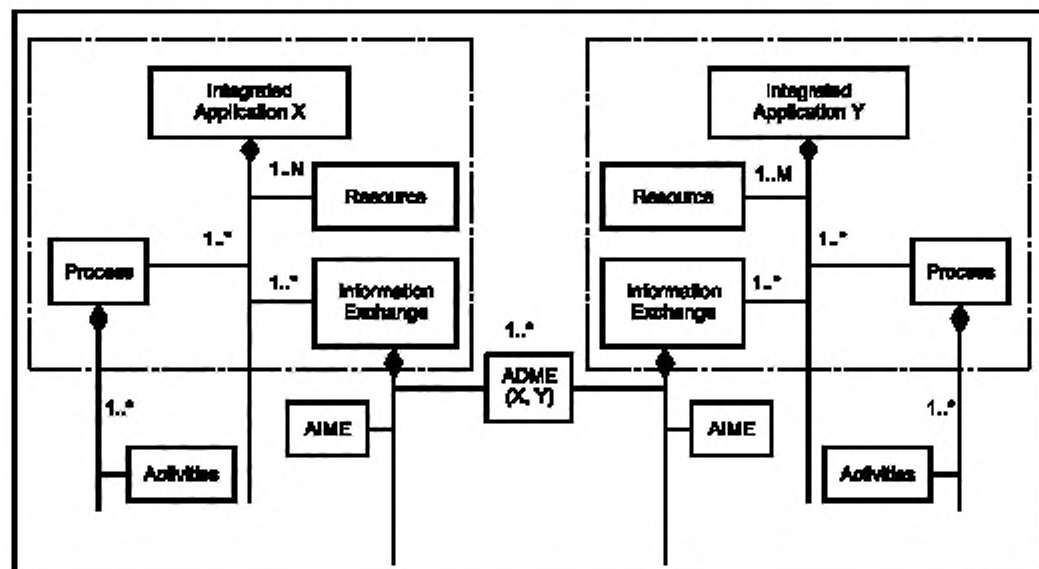 Integrated
Application X
1..N
Resource
1..*
Process
1..*
Information
Exchange
1..*
AIME
Activities
1..*
ADME
(X, Y)
Integrated
Application Y
Resource
1..M
1..*
Process
Information
Exchange
1..*
AIME
1..*
Activities